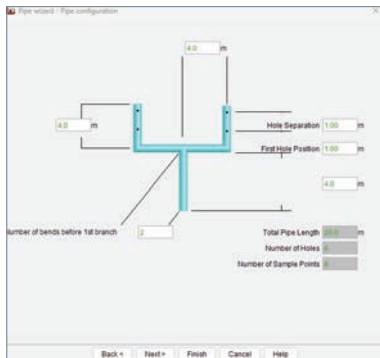 Pipe wizard - Pipe configuration
4.0 m
4.0 m
Hole Separation 1.00 m
First Hole Position 1.00 m
4.0 m
Number of bends before 1st branch 2
Total Pipe Length m
Number of Holes
Number of Sample Points
Back < Next > Finish Cancel Help